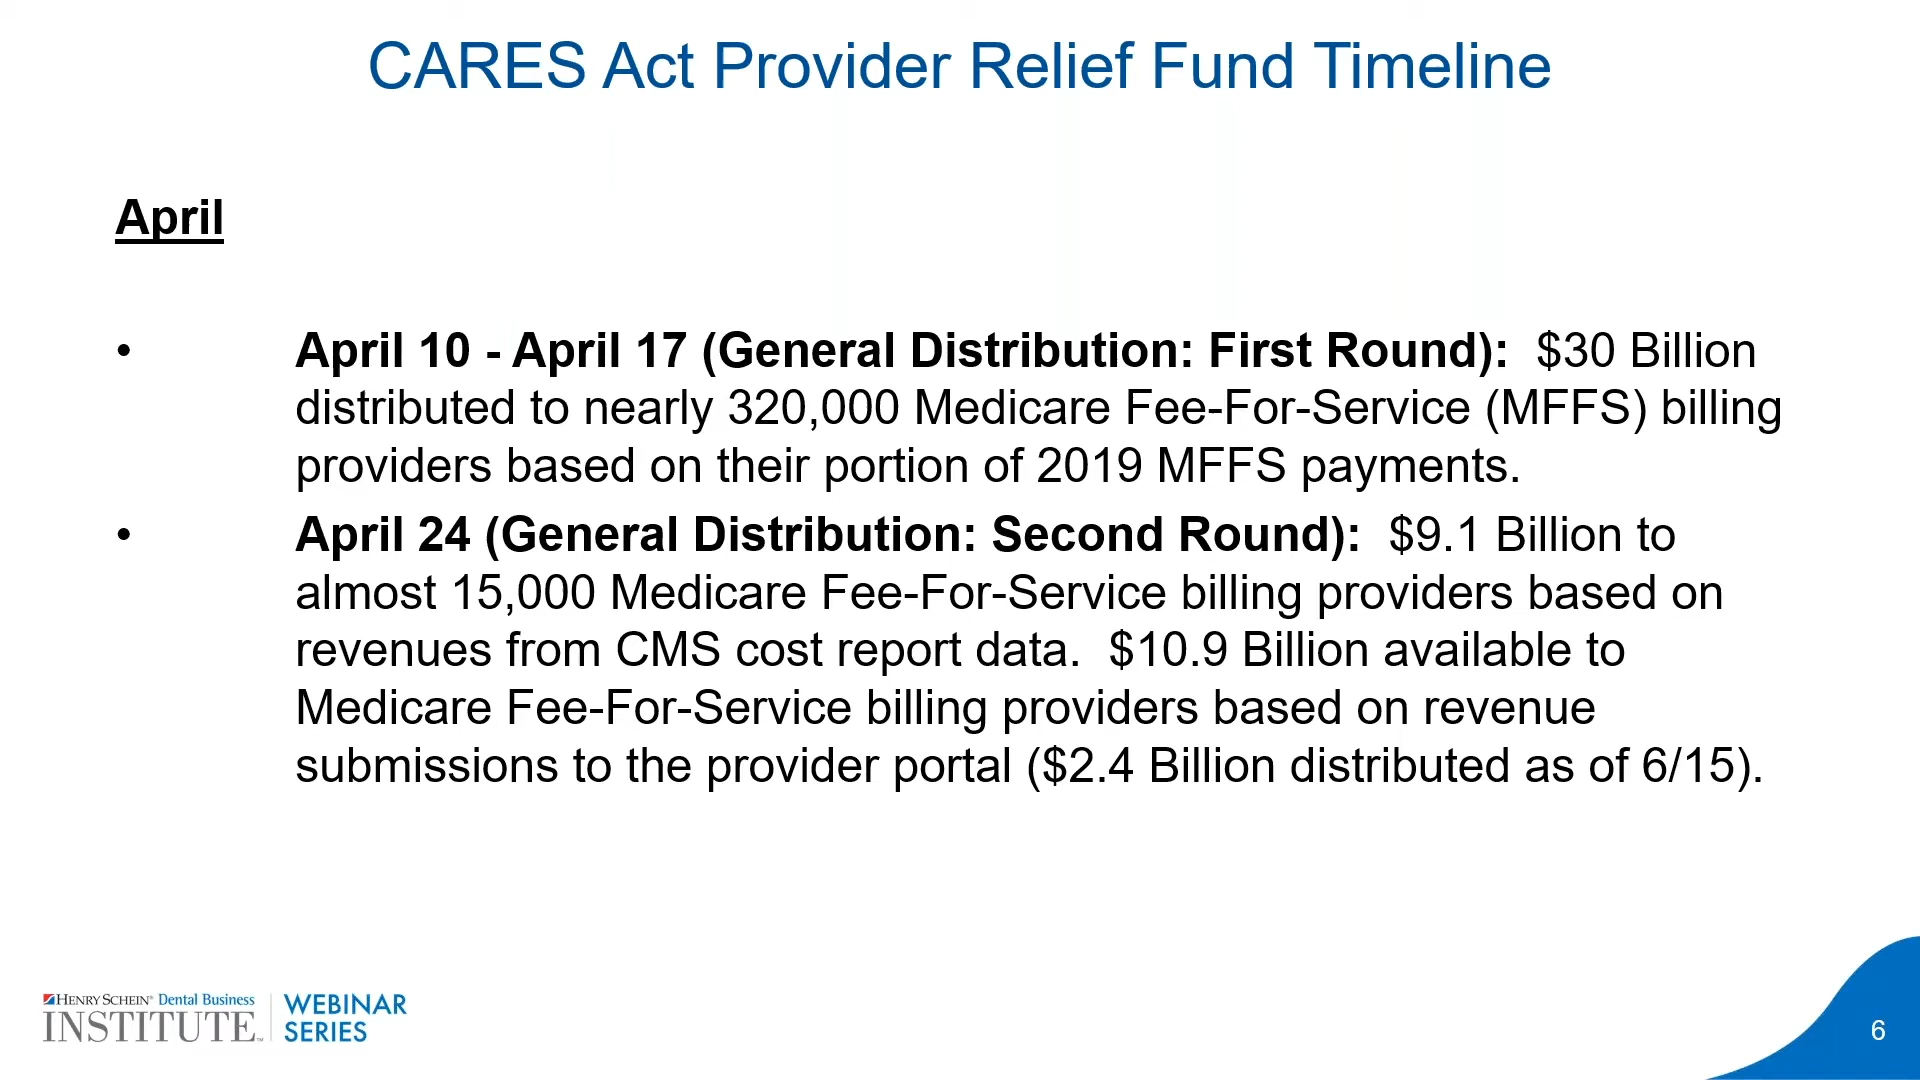 CARES Act Provider Relief Fund Timeline
April
• April 10 - April 17 (General Distribution: First Round): $30 Billion
distributed to nearly 320,000 Medicare Fee-For-Service (MFFS) billing
providers based on their portion of 2019 MFFS payments.
• April 24 (General Distribution: Second Round): $9.1 Billion to
almost 15,000 Medicare Fee-For-Service billing providers based on
revenues from CMS cost report data. $10.9 Billion available to
Medicare Fee-For-Service billing providers based on revenue
submissions to the provider portal ($2.4 Billion distributed as of 6/15).
HENRY SCHEIN® Dental Business
INSTITUTE™
WEBINAR
SERIES
6